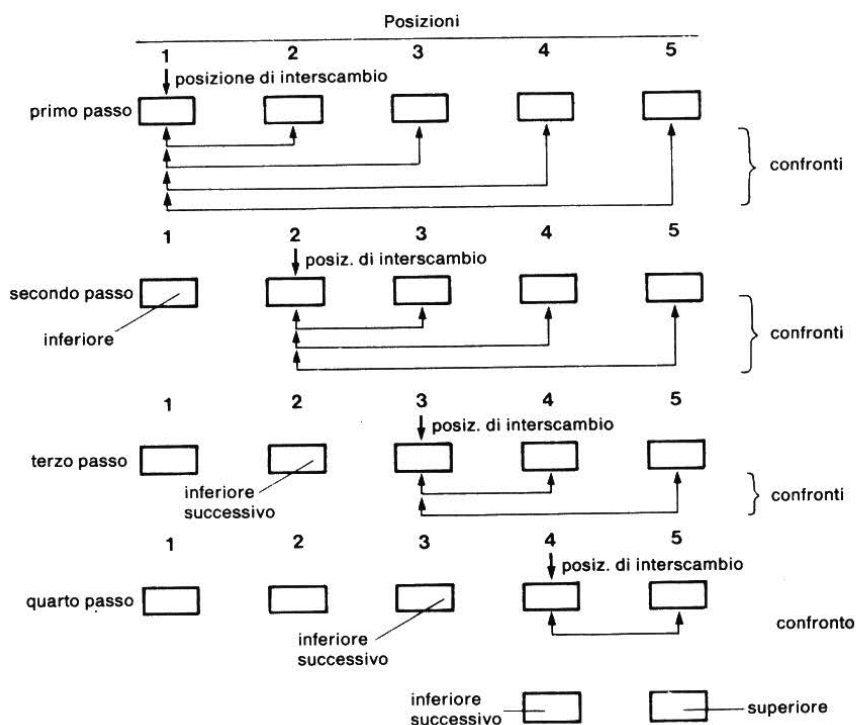 Posizioni
1 2 3 4 5
posizione di interscambio
primo passo
confronti
1 2 3 4 5
posiz. di interscambio
secondo passo
inferiore
confronti
1 2 3 4 5
posiz. di interscambio
terzo passo
inferiore
successivo
confronti
1 2 3 4 5
posiz. di interscambio
quarto passo
inferiore
successivo
confronto
inferiore
successivo
superiore